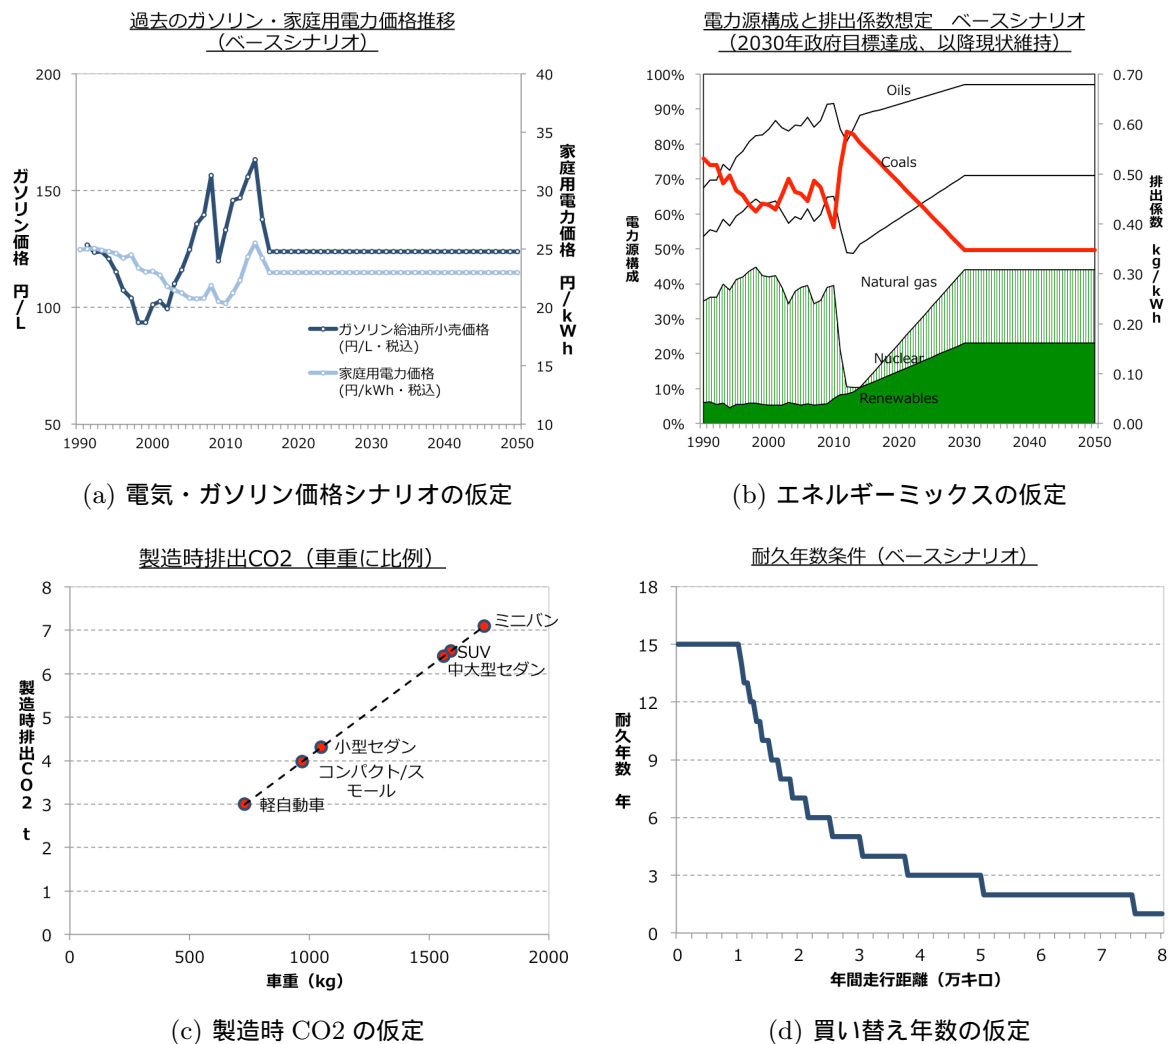 過去のガソリン・家庭用電力価格推移
（ベースシナリオ）
200
150
100
50
40
35
30
25
20
15
10
ガソリン価格 円/L
家庭用電力価格 円/kWh
ガソリン給油所小売価格
(円/L・税込)
家庭用電力価格
(円/kWh・税込)
1990 2000 2010 2020 2030 2040 2050
(a) 電気・ガソリン価格シナリオの仮定
電力源構成と排出係数想定 ベースシナリオ
（2030年政府目標達成、以降現状維持）
100%
90%
80%
70%
60%
50%
40%
30%
20%
10%
0%
0.70
0.60
0.50
0.40
0.30
0.20
0.10
0.00
電力源構成
排出係数 kg/kWh
Oils
Coals
Natural gas
Nuclear
Renewables
1990 2000 2010 2020 2030 2040 2050
(b) エネルギーミックスの仮定
製造時排出CO2（車重に比例）
8
7
6
5
4
3
2
1
0
製造時排出CO2 t
ミニバン
SUV
中大型セダン
小型セダン
コンパクト/ス
モール
軽自動車
0 500 1000 1500 2000
車重（kg）
(c) 製造時 CO2 の仮定
耐久年数条件（ベースシナリオ）
18
15
12
9
6
3
0
耐久年数 年
0 1 2 3 4 5 6 7 8
年間走行距離（万キロ）
(d) 買い替え年数の仮定